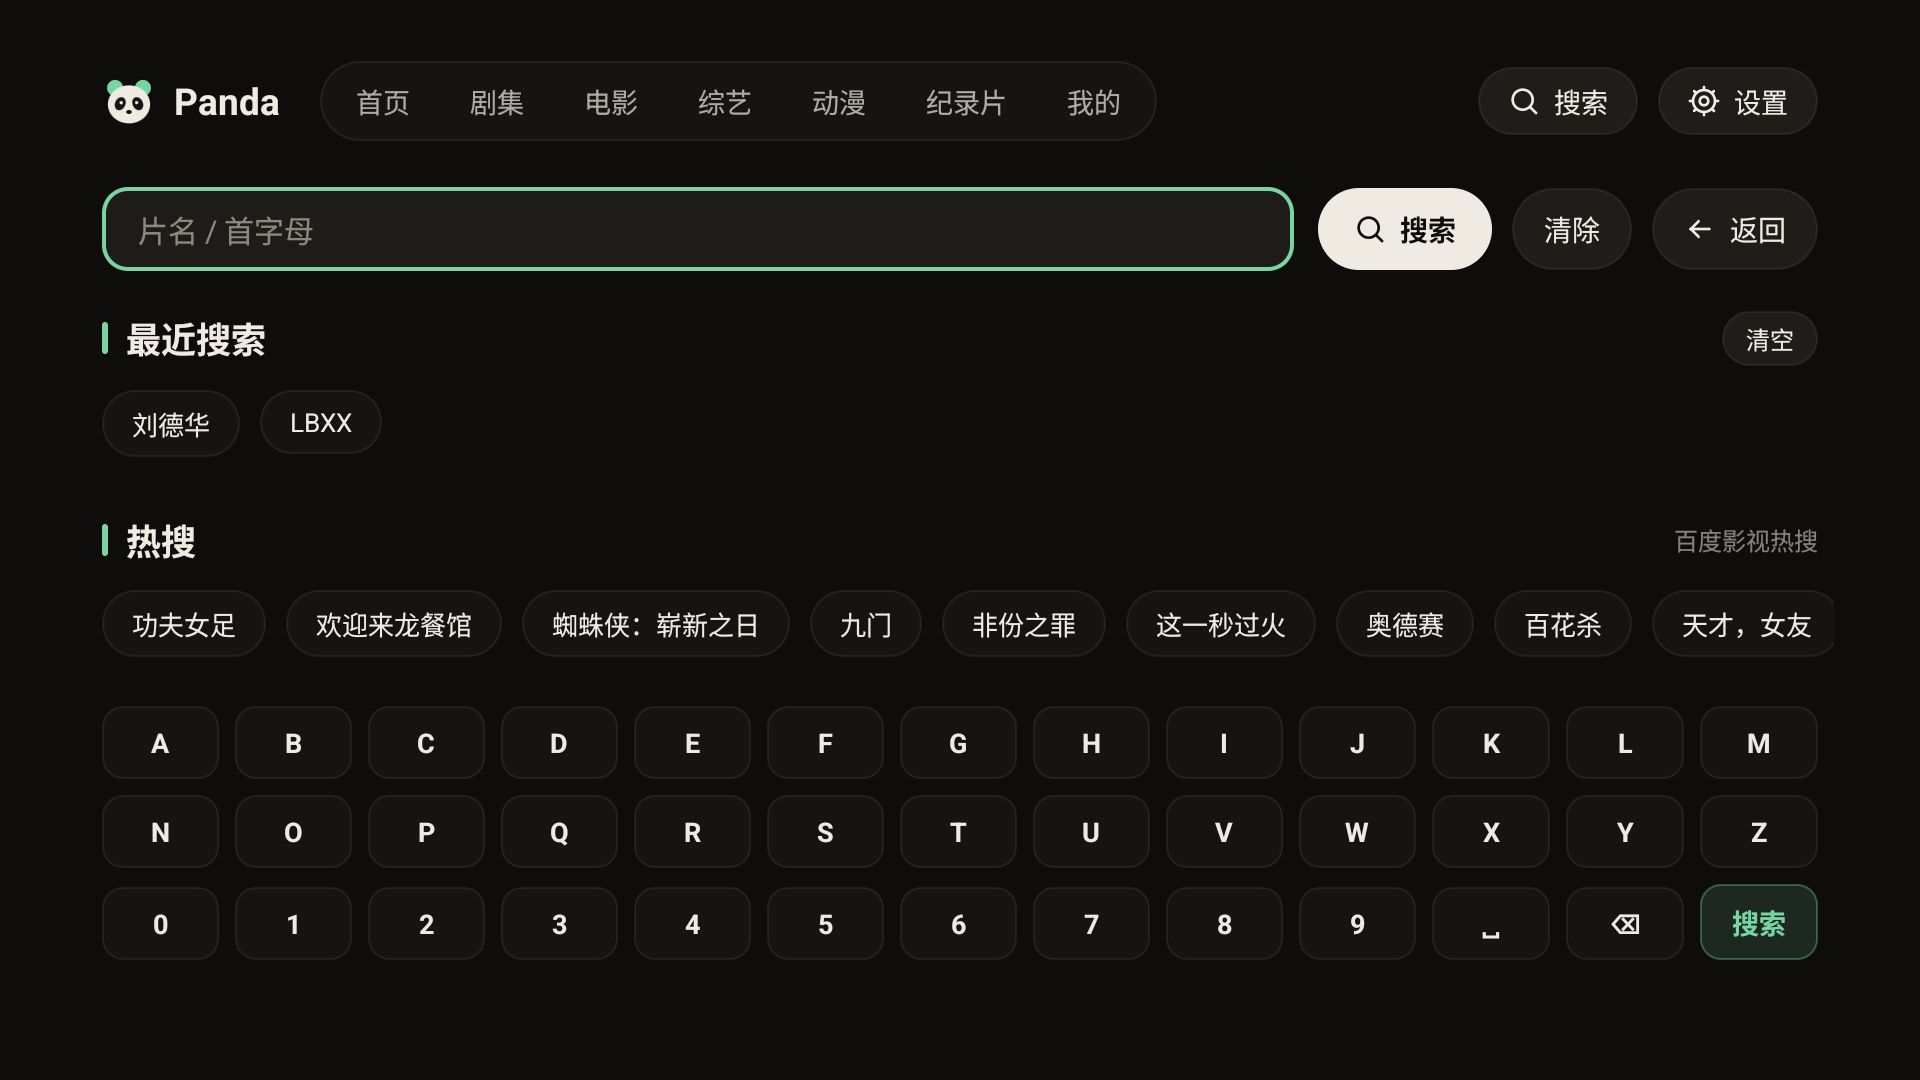 Panda 首页 剧集 电影 综艺 动漫 纪录片 我的 搜索 设置
片名 / 首字母 搜索 清除 返回
最近搜索 清空
刘德华 LBXX
热搜 百度影视热搜
功夫女足 欢迎来龙餐馆 蜘蛛侠：崭新之日 九门 非份之罪 这一秒过火 奥德赛 百花杀 天才，女友
A B C D E F G H I J K L M
N O P Q R S T U V W X Y Z
0 1 2 3 4 5 6 7 8 9 ␣ ⌫ 搜索